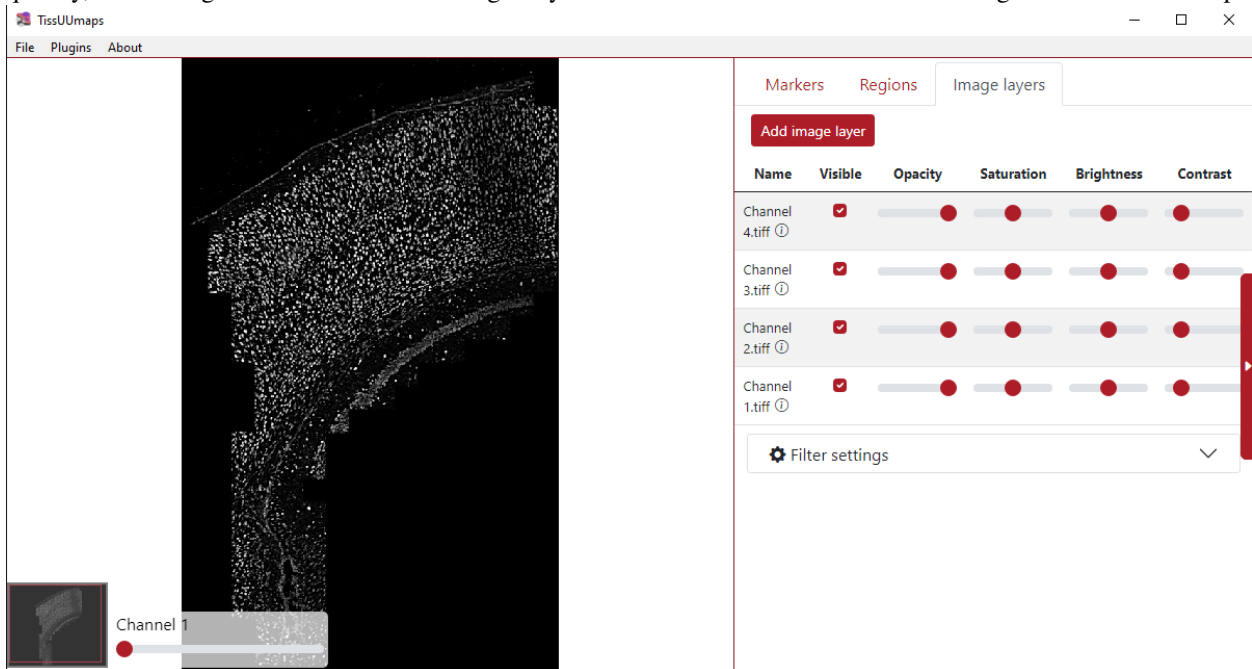 TissUUmaps
File Plugins About
Markers Regions Image layers
Add image layer
Name Visible Opacity Saturation Brightness Contrast
Channel
4.tiff
Channel
3.tiff
Channel
2.tiff
Channel
1.tiff
Filter settings
Channel 1